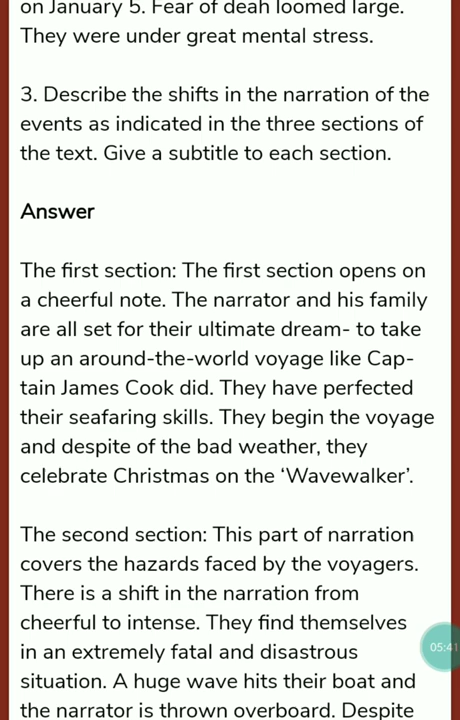 on January 5. Fear of deah loomed large.
They were under great mental stress.
3. Describe the shifts in the narration of the
events as indicated in the three sections of
the text. Give a subtitle to each section.
Answer
The first section: The first section opens on
a cheerful note. The narrator and his family
are all set for their ultimate dream- to take
up an around-the-world voyage like Cap-
tain James Cook did. They have perfected
their seafaring skills. They begin the voyage
and despite of the bad weather, they
celebrate Christmas on the ‘Wavewalker’.
The second section: This part of narration
covers the hazards faced by the voyagers.
There is a shift in the narration from
cheerful to intense. They find themselves
in an extremely fatal and disastrous
situation. A huge wave hits their boat and
the narrator is thrown overboard. Despite
05:41